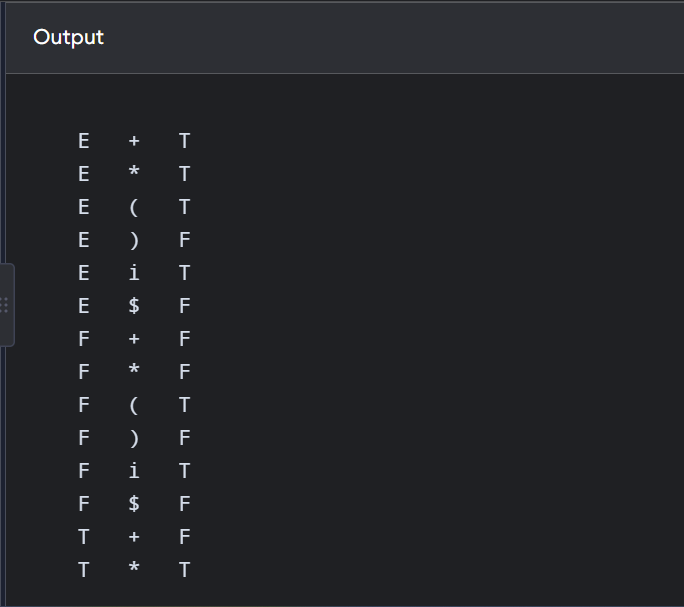 Output
E + T
E * T
E ( T
E ) F
E i T
E $ F
F + F
F * F
F ( T
F ) F
F i T
F $ F
T + F
T * T